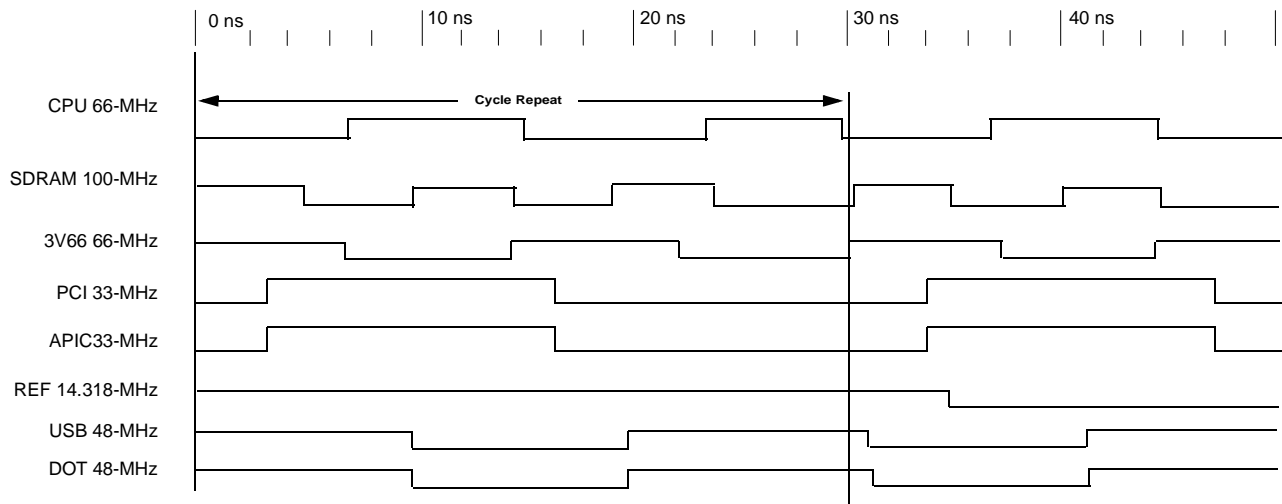 0 ns
10 ns
20 ns
30 ns
40 ns
Cycle Repeat
CPU 66-MHz
SDRAM 100-MHz
3V66 66-MHz
PCI 33-MHz
APIC33-MHz
REF 14.318-MHz
USB 48-MHz
DOT 48-MHz